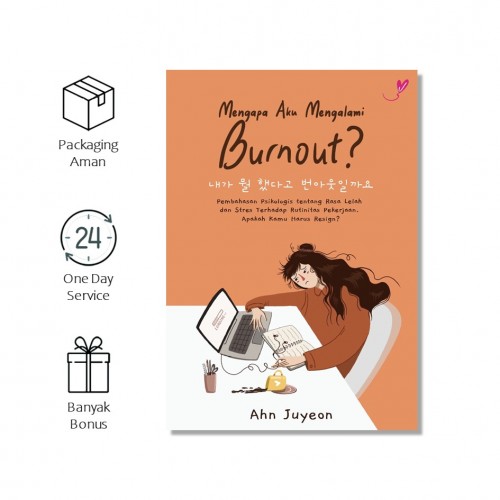 Packaging
Aman
24
One Day
Service
Banyak
Bonus
Mengapa Aku Mengalami
Burnout?
내가 뭘 했다고 번아웃일까요
Pembahasan Psikologis tentang Rasa Lelah
dan Stres Terhadap Rutinitas Pekerjaan.
Apakah Kamu Harus Resign?
Ahn Juyeon